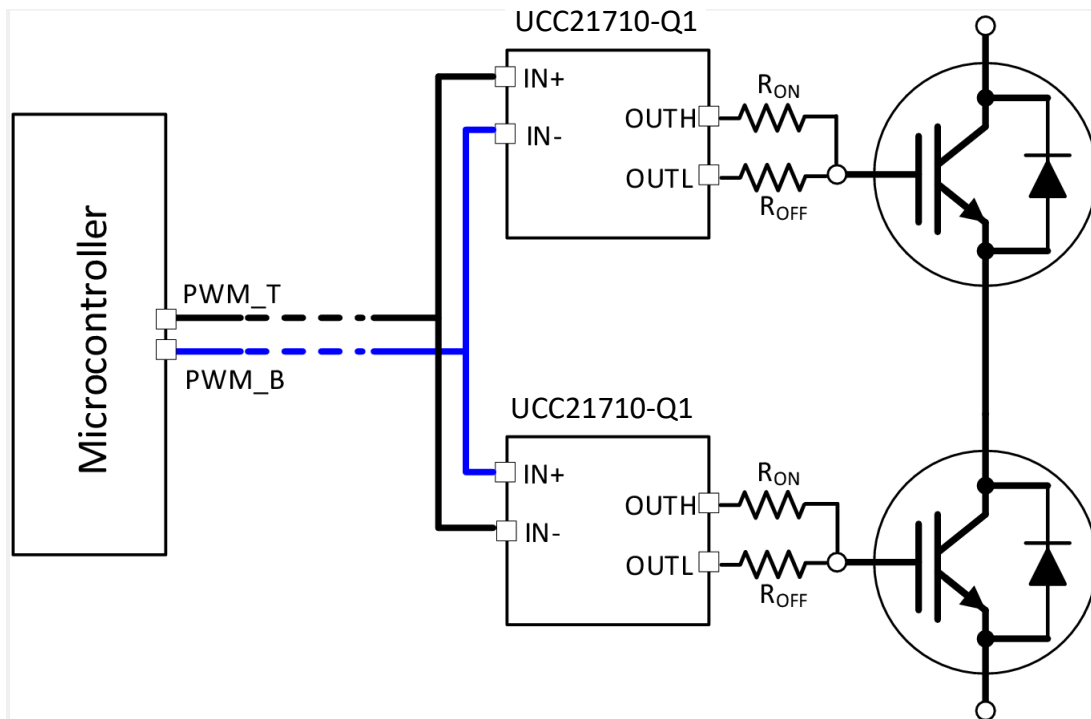 UCC21710-Q1
IN+
IN-
OUTH
OUTL
RON
ROFF
Microcontroller
PWM_T
PWM_B
UCC21710-Q1
IN+
IN-
OUTH
OUTL
RON
ROFF